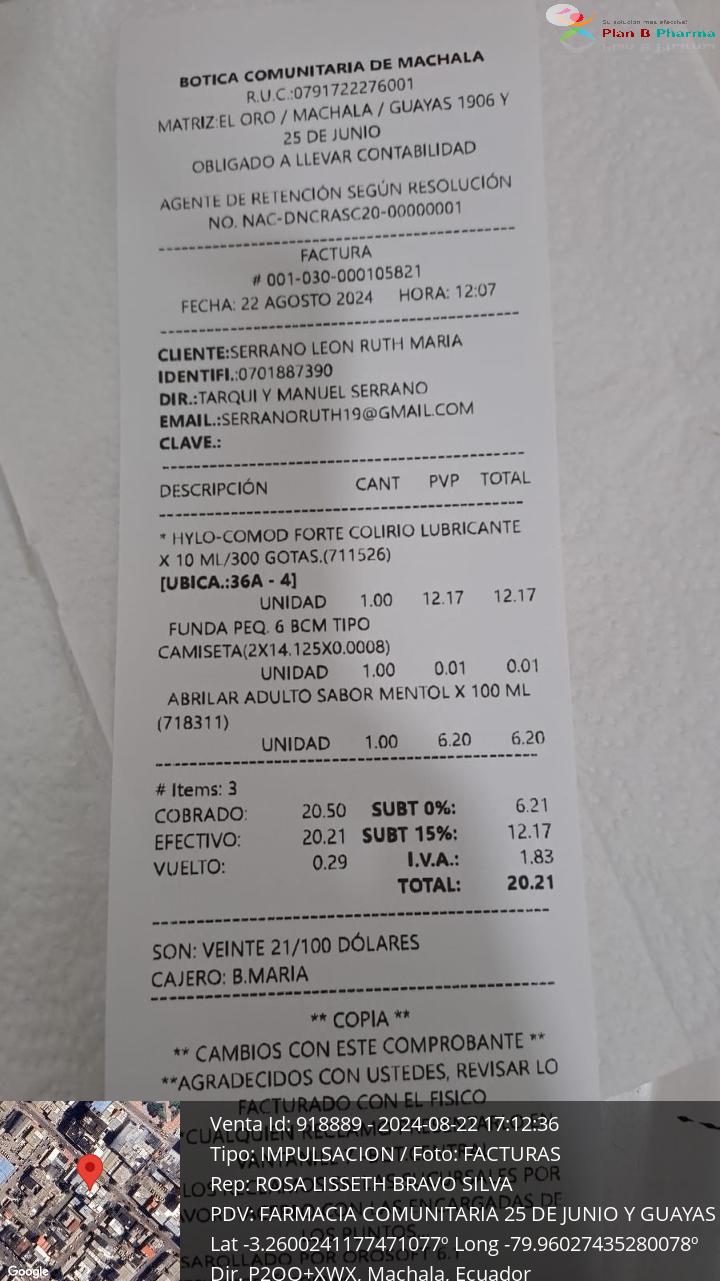 Su solución mas efectiva!
Plan B Pharma
BOTICA COMUNITARIA DE MACHALA
R.U.C.:0791722276001
MATRIZ:EL ORO / MACHALA / GUAYAS 1906 Y
25 DE JUNIO
OBLIGADO A LLEVAR CONTABILIDAD
AGENTE DE RETENCIÓN SEGÚN RESOLUCIÓN
NO. NAC-DNCRASC20-00000001
FACTURA
# 001-030-000105821
FECHA: 22 AGOSTO 2024 HORA: 12:07
CLIENTE:SERRANO LEON RUTH MARIA
IDENTIFI.:0701887390
DIR.:TARQUI Y MANUEL SERRANO
EMAIL.:SERRANORUTH19@GMAIL.COM
CLAVE.:
DESCRIPCIÓN CANT PVP TOTAL
* HYLO-COMOD FORTE COLIRIO LUBRICANTE
X 10 ML/300 GOTAS.(711526)
[UBICA.:36A - 4]
UNIDAD 1.00 12.17 12.17
FUNDA PEQ. 6 BCM TIPO
CAMISETA(2X14.125X0.0008)
UNIDAD 1.00 0.01 0.01
ABRILAR ADULTO SABOR MENTOL X 100 ML
(718311)
UNIDAD 1.00 6.20 6.20
# Items: 3
COBRADO: 20.50 SUBT 0%: 6.21
EFECTIVO: 20.21 SUBT 15%: 12.17
VUELTO: 0.29 I.V.A.: 1.83
TOTAL: 20.21
SON: VEINTE 21/100 DÓLARES
CAJERO: B.MARIA
** COPIA **
** CAMBIOS CON ESTE COMPROBANTE **
**AGRADECIDOS CON USTEDES, REVISAR LO
FACTURADO CON EL FISICO
Venta Id: 918889 - 2024-08-22 17:12:36
Tipo: IMPULSACION / Foto: FACTURAS
Rep: ROSA LISSETH BRAVO SILVA
PDV: FARMACIA COMUNITARIA 25 DE JUNIO Y GUAYAS
Lat -3.2600241177471077º Long -79.96027435280078º
Dir. P2QQ+XWX, Machala, Ecuador
Google